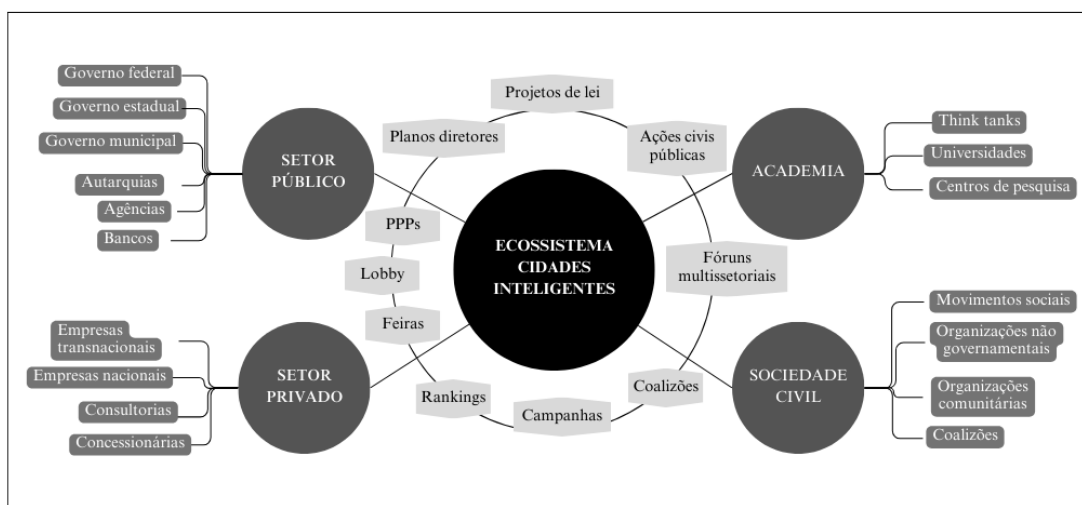 Governo federal
Governo estadual
Governo municipal
Autarquias
Agências
Bancos
SETOR
PÚBLICO
Projetos de lei
Planos diretores
Ações civis
públicas
PPPs
Lobby
Feiras
Rankings
Campanhas
Coalizões
Fóruns
multissetoriais
ECOSSISTEMA
CIDADES
INTELIGENTES
ACADEMIA
Think tanks
Universidades
Centros de pesquisa
Empresas
transnacionais
Empresas nacionais
Consultorias
Concessionárias
SETOR
PRIVADO
SOCIEDADE
CIVIL
Movimentos sociais
Organizações não
governamentais
Organizações
comunitárias
Coalizões